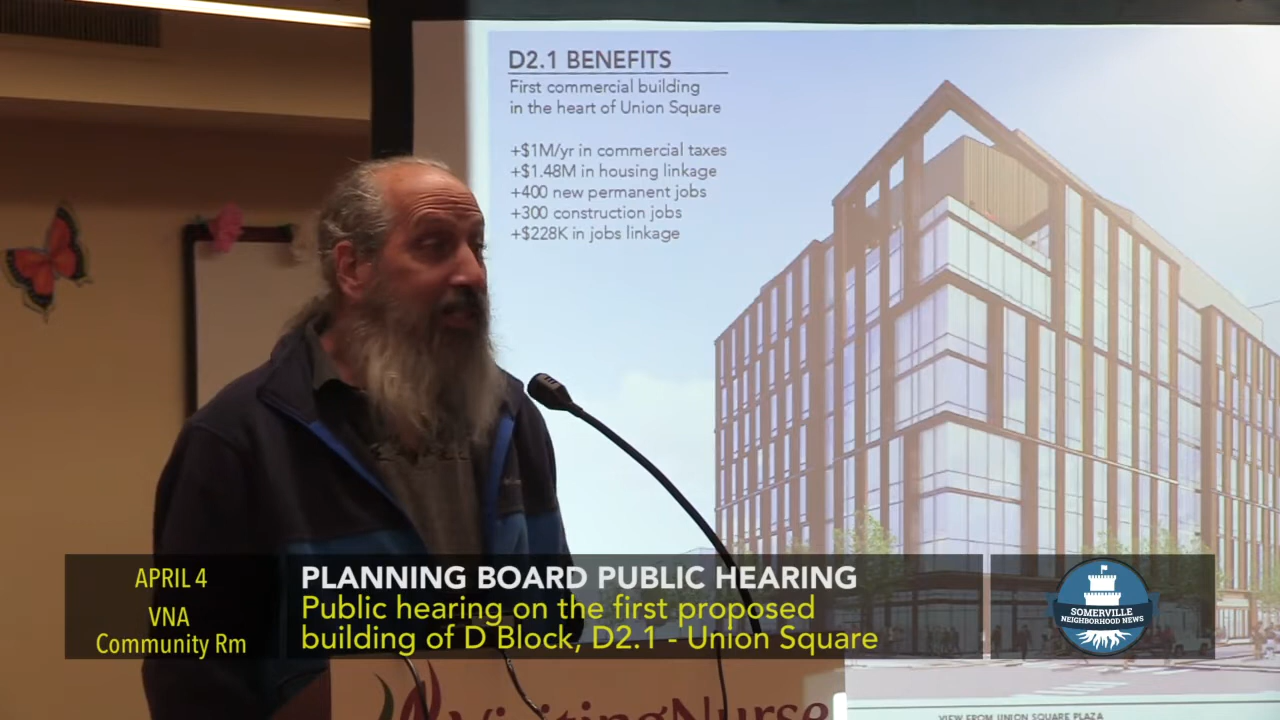 D2.1 BENEFITS
First commercial building
in the heart of Union Square
+$1M/yr in commercial taxes
+$1.48M in housing linkage
+400 new permanent jobs
+300 construction jobs
+$228K in jobs linkage
APRIL 4
VNA
Community Rm
PLANNING BOARD PUBLIC HEARING
Public hearing on the first proposed
building of D Block, D2.1 - Union Square
SOMERVILLE
NEIGHBORHOOD NEWS
VisitingNurse
VIEW FROM UNION SQUARE PLAZA